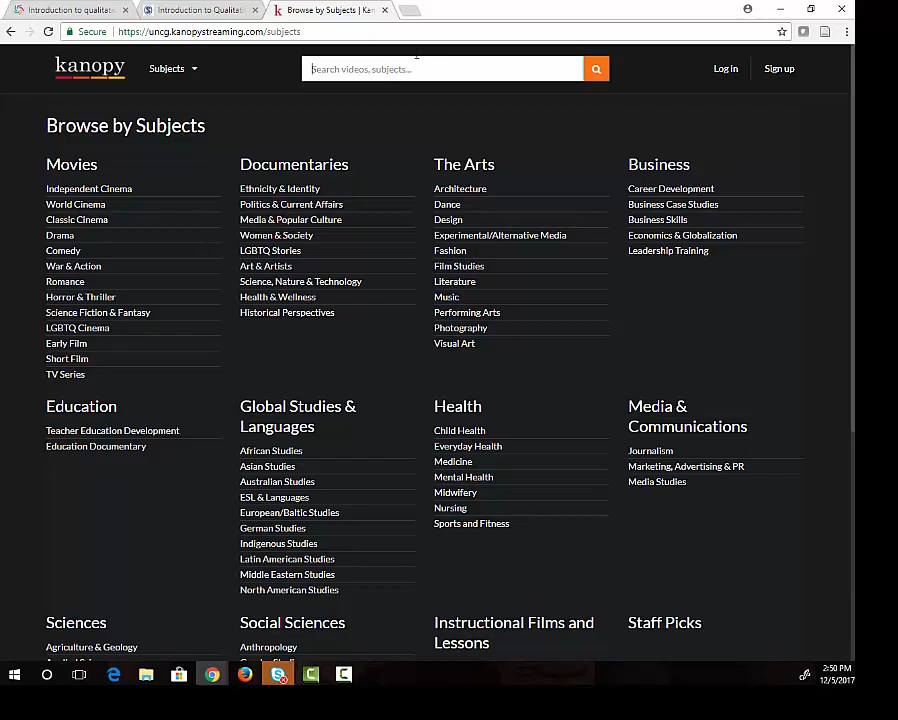 Introduction to qualitat
Introduction to Qualitati
Browse by Subjects | Kan
Secure
https://uncg.kanopystreaming.com/subjects
kanopy
Subjects
Search videos, subjects...
Log in
Sign up
Browse by Subjects
Movies
Independent Cinema
World Cinema
Classic Cinema
Drama
Comedy
War & Action
Romance
Horror & Thriller
Science Fiction & Fantasy
LGBTQ Cinema
Early Film
Short Film
TV Series
Documentaries
Ethnicity & Identity
Politics & Current Affairs
Media & Popular Culture
Women & Society
LGBTQ Stories
Art & Artists
Science, Nature & Technology
Health & Wellness
Historical Perspectives
The Arts
Architecture
Dance
Design
Experimental/Alternative Media
Fashion
Film Studies
Literature
Music
Performing Arts
Photography
Visual Art
Business
Career Development
Business Case Studies
Business Skills
Economics & Globalization
Leadership Training
Education
Teacher Education Development
Education Documentary
Global Studies &
Languages
African Studies
Asian Studies
Australian Studies
ESL & Languages
European/Baltic Studies
German Studies
Indigenous Studies
Latin American Studies
Middle Eastern Studies
North American Studies
Health
Child Health
Everyday Health
Medicine
Mental Health
Midwifery
Nursing
Sports and Fitness
Media &
Communications
Journalism
Marketing, Advertising & PR
Media Studies
Sciences
Agriculture & Geology
Social Sciences
Anthropology
Instructional Films and
Lessons
Staff Picks
2:50 PM
12/5/2017